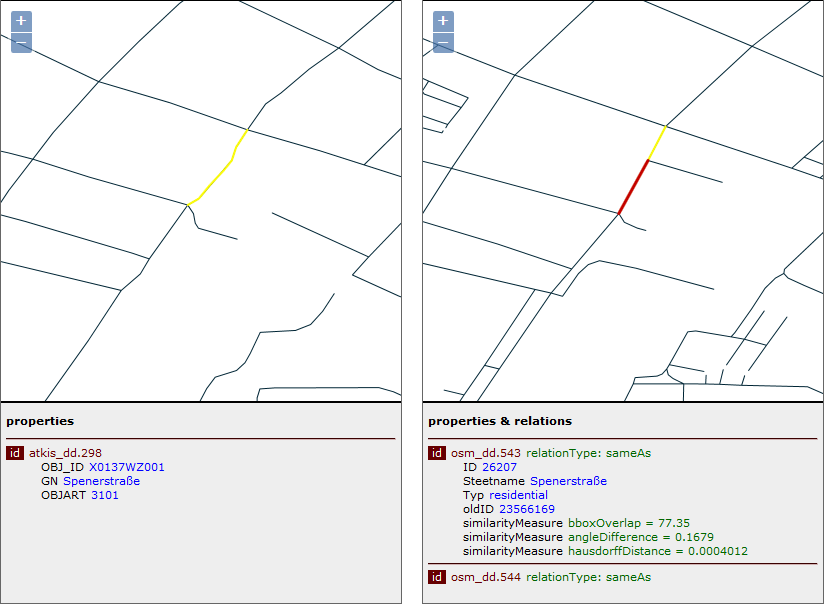 +
−
properties
id atkis_dd.298
OBJ_ID X0137WZ001
GN Spenerstraße
OBJART 3101
+
−
properties & relations
id osm_dd.543 relationType: sameAs
ID 26207
Steetname Spenerstraße
Typ residential
oldID 23566169
similarityMeasure bboxOverlap = 77.35
similarityMeasure angleDifference = 0.1679
similarityMeasure hausdorffDistance = 0.0004012
id osm_dd.544 relationType: sameAs